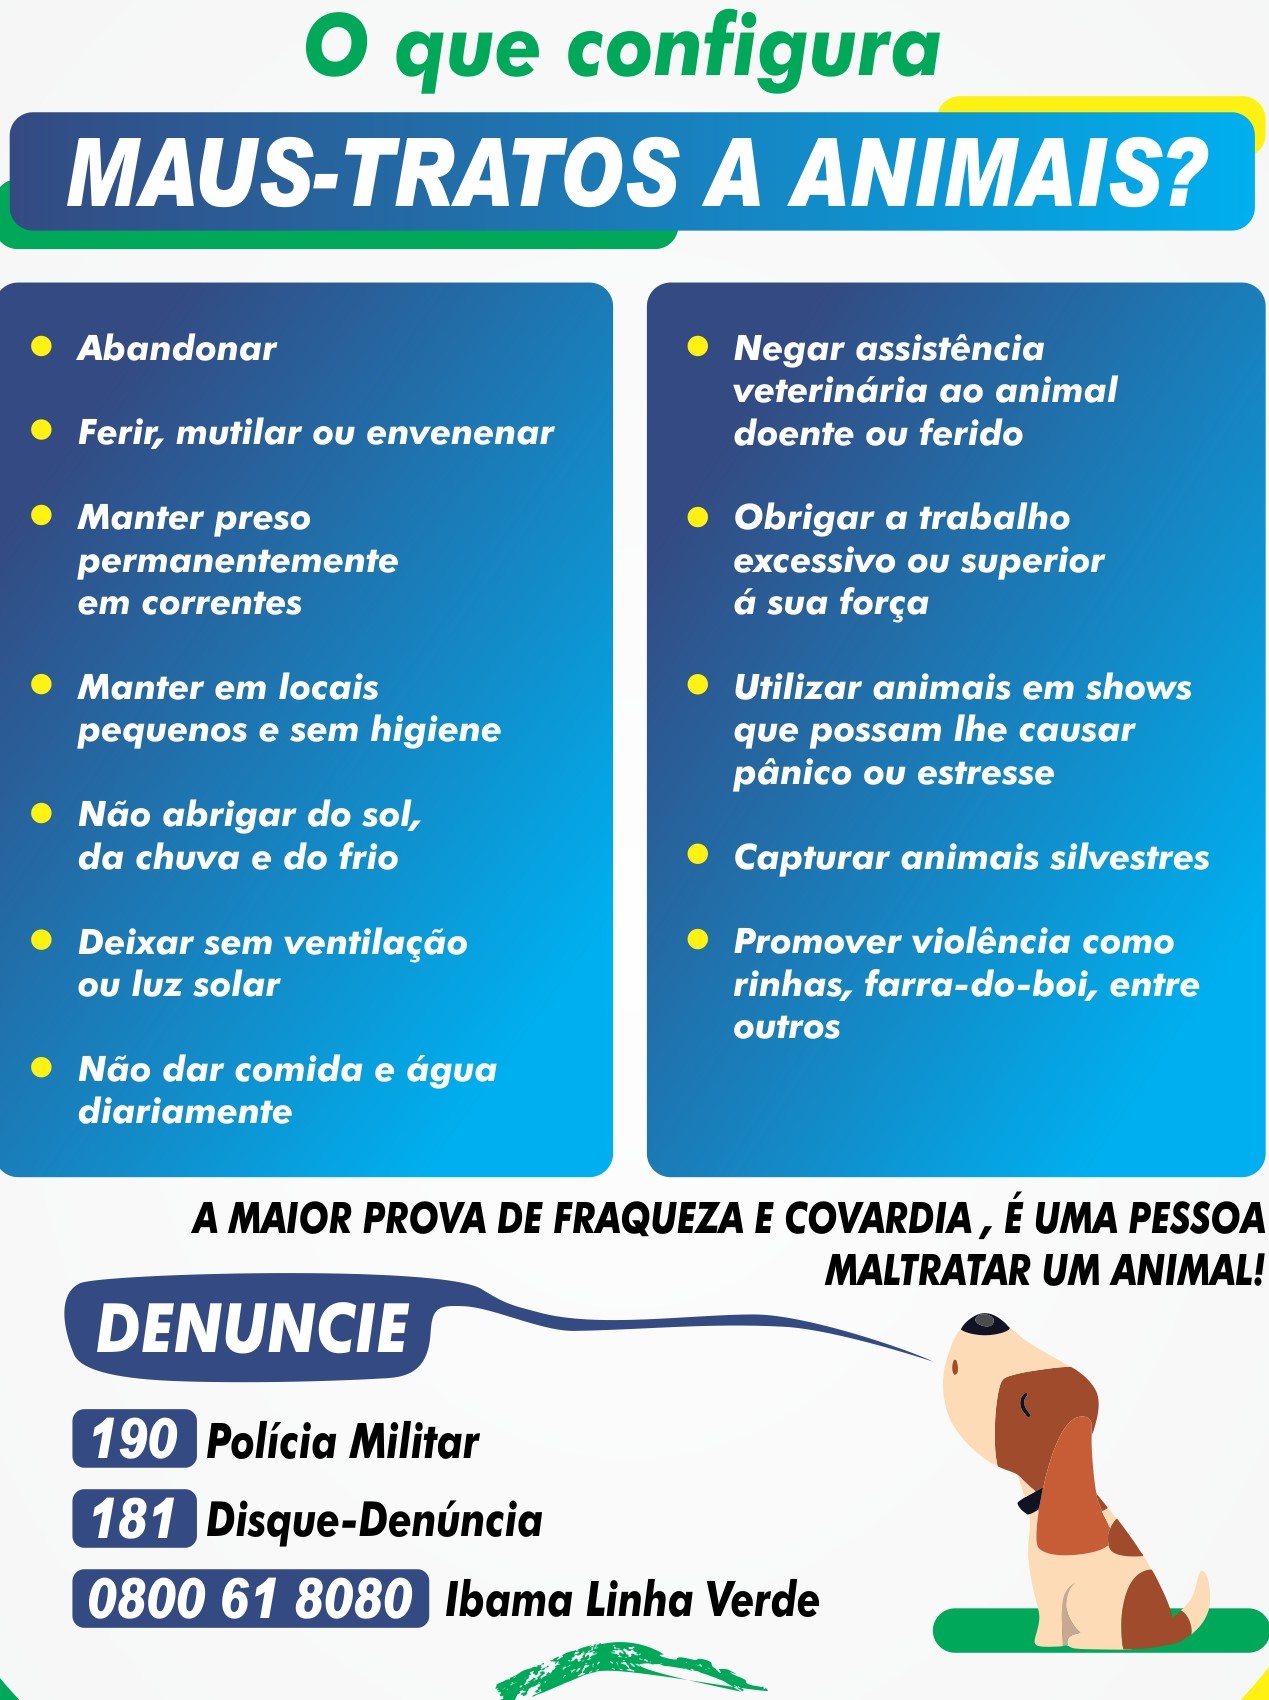 O que configura
MAUS-TRATOS A ANIMAIS?
Abandonar
Ferir, mutilar ou envenenar
Manter preso
permanentemente
em correntes
Manter em locais
pequenos e sem higiene
Não abrigar do sol,
da chuva e do frio
Deixar sem ventilação
ou luz solar
Não dar comida e água
diariamente
Negar assistência
veterinária ao animal
doente ou ferido
Obrigar a trabalho
excessivo ou superior
á sua força
Utilizar animais em shows
que possam lhe causar
pânico ou estresse
Capturar animais silvestres
Promover violência como
rinhas, farra-do-boi, entre
outros
A MAIOR PROVA DE FRAQUEZA E COVARDIA , É UMA PESSOA
MALTRATAR UM ANIMAL!
DENUNCIE
190 Polícia Militar
181 Disque-Denúncia
0800 61 8080 Ibama Linha Verde